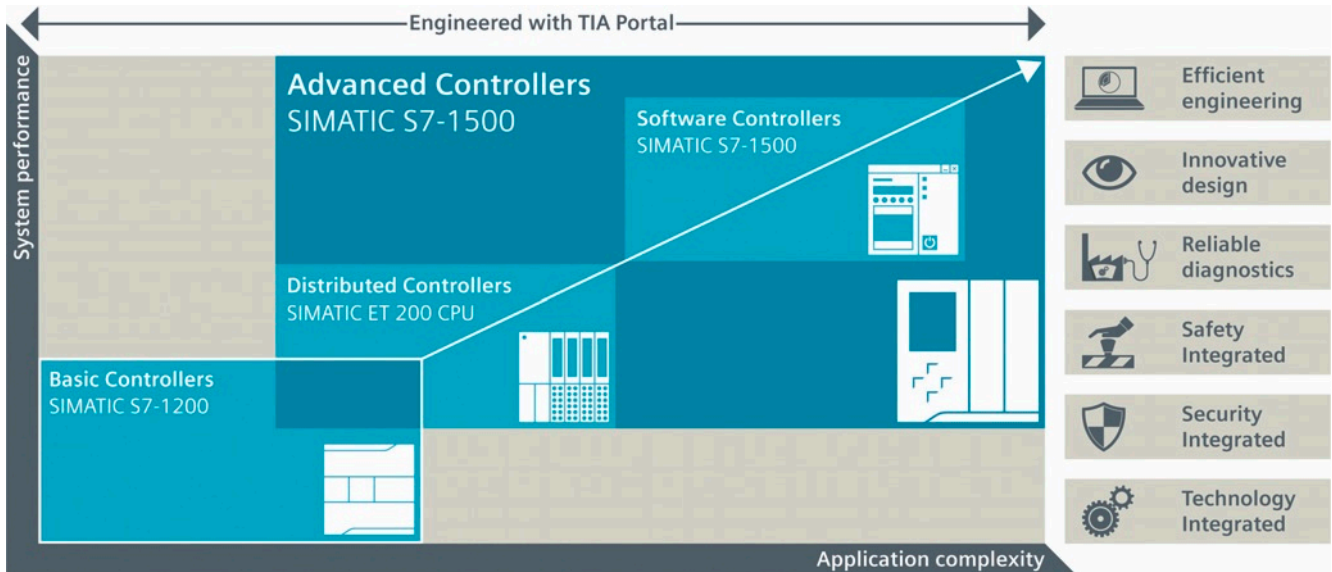 Engineered with TIA Portal
System performance
Advanced Controllers
SIMATIC S7-1500
Software Controllers
SIMATIC S7-1500
Distributed Controllers
SIMATIC ET 200 CPU
Basic Controllers
SIMATIC S7-1200
Application complexity
Efficient
engineering
Innovative
design
Reliable
diagnostics
Safety
Integrated
Security
Integrated
Technology
Integrated